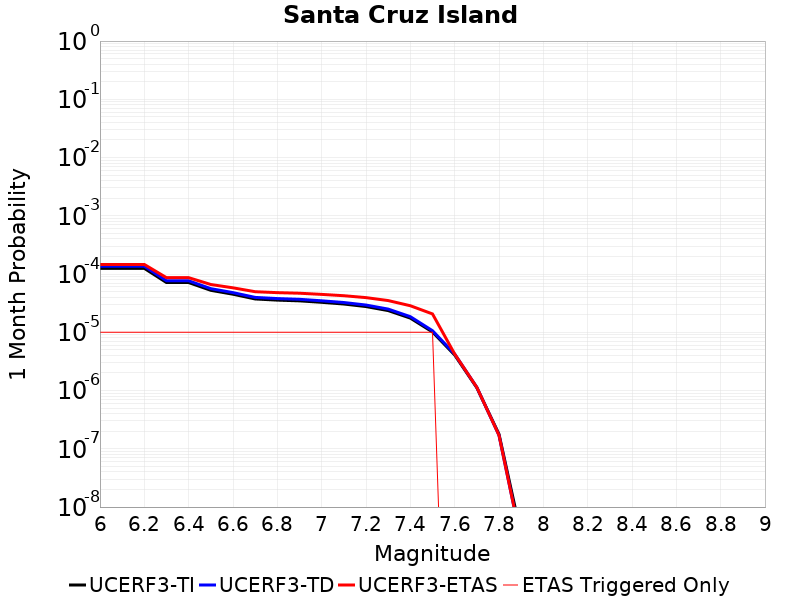 Santa Cruz Island
1 Month Probability
10^0
10^-1
10^-2
10^-3
10^-4
10^-5
10^-6
10^-7
10^-8
6 6.2 6.4 6.6 6.8 7 7.2 7.4 7.6 7.8 8 8.2 8.4 8.6 8.8 9
Magnitude
UCERF3-TI UCERF3-TD UCERF3-ETAS ETAS Triggered Only